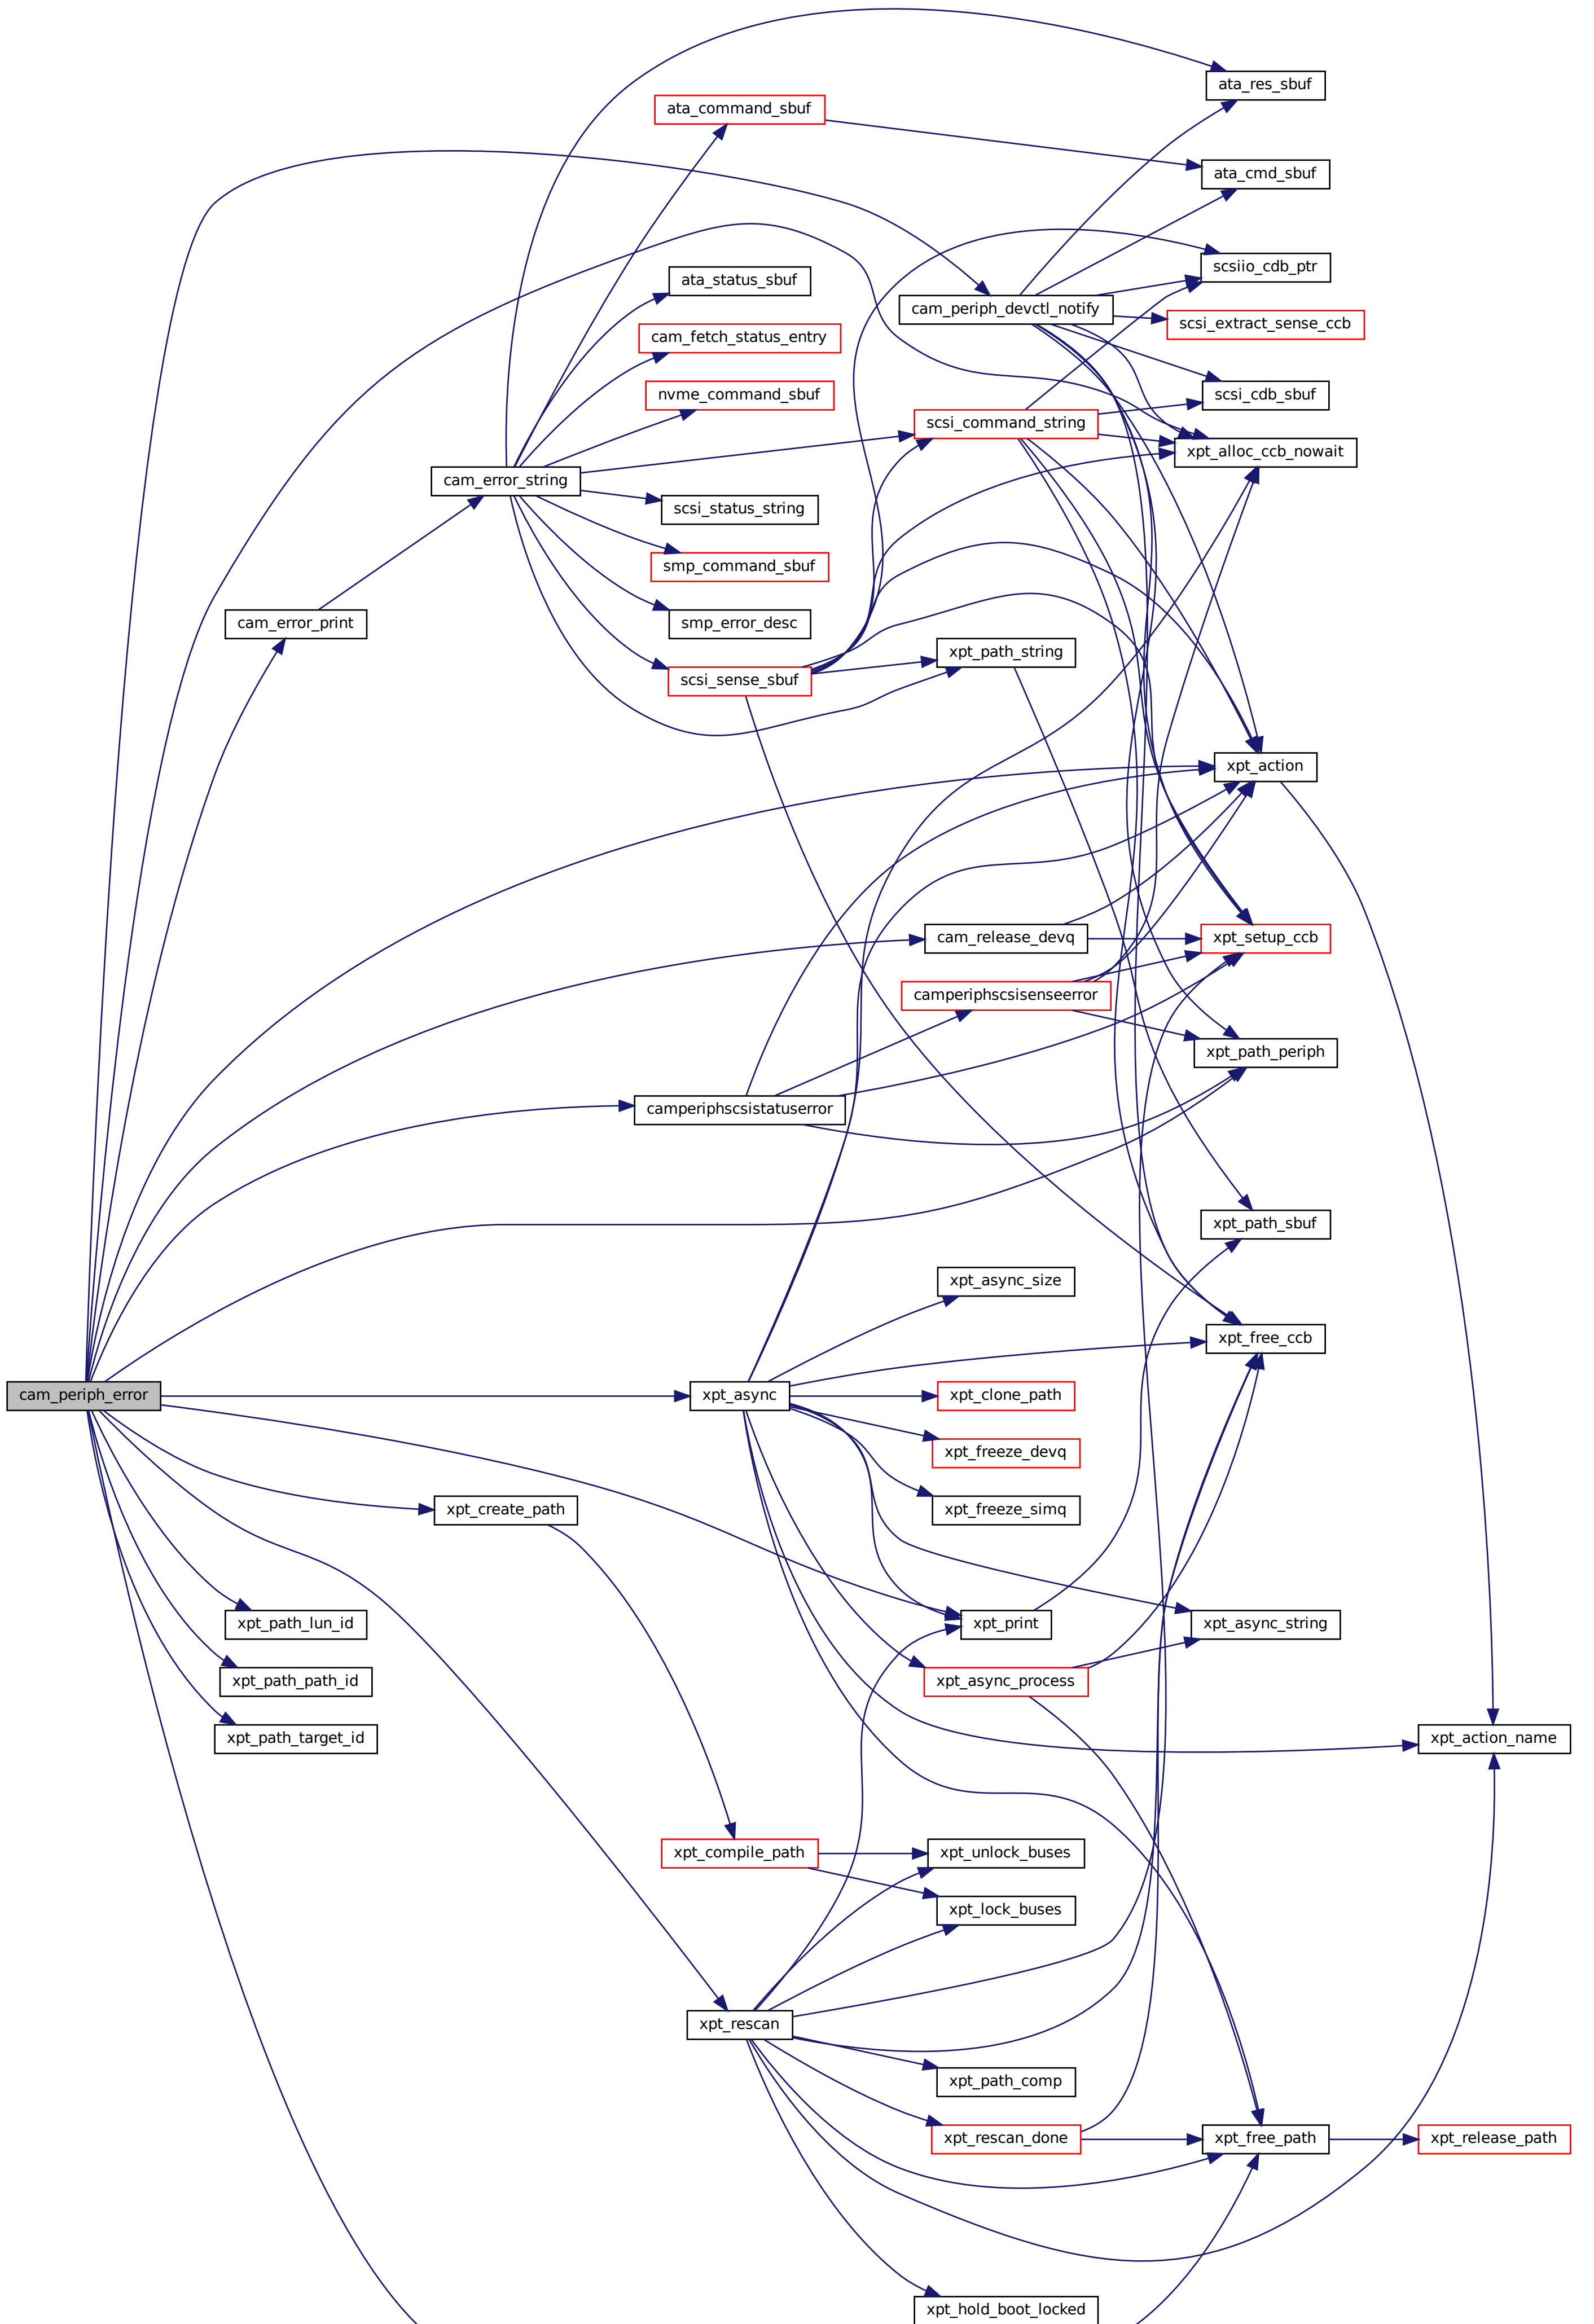 ata_res_sbuf
ata_command_sbuf
ata_cmd_sbuf
scsiio_cdb_ptr
ata_status_sbuf
cam_periph_devctl_notify
scsi_extract_sense_ccb
cam_fetch_status_entry
nvme_command_sbuf
scsi_cdb_sbuf
scsi_command_string
xpt_alloc_ccb_nowait
cam_error_string
scsi_status_string
smp_command_sbuf
cam_error_print
smp_error_desc
xpt_path_string
scsi_sense_sbuf
xpt_action
cam_release_devq
xpt_setup_ccb
camperiphscsisenseerror
xpt_path_periph
camperiphscsistatuserror
xpt_path_sbuf
xpt_async_size
xpt_free_ccb
cam_periph_error
xpt_async
xpt_clone_path
xpt_freeze_devq
xpt_create_path
xpt_freeze_simq
xpt_path_lun_id
xpt_print
xpt_async_string
xpt_path_path_id
xpt_async_process
xpt_path_target_id
xpt_action_name
xpt_compile_path
xpt_unlock_buses
xpt_lock_buses
xpt_rescan
xpt_path_comp
xpt_rescan_done
xpt_free_path
xpt_release_path
xpt_hold_boot_locked